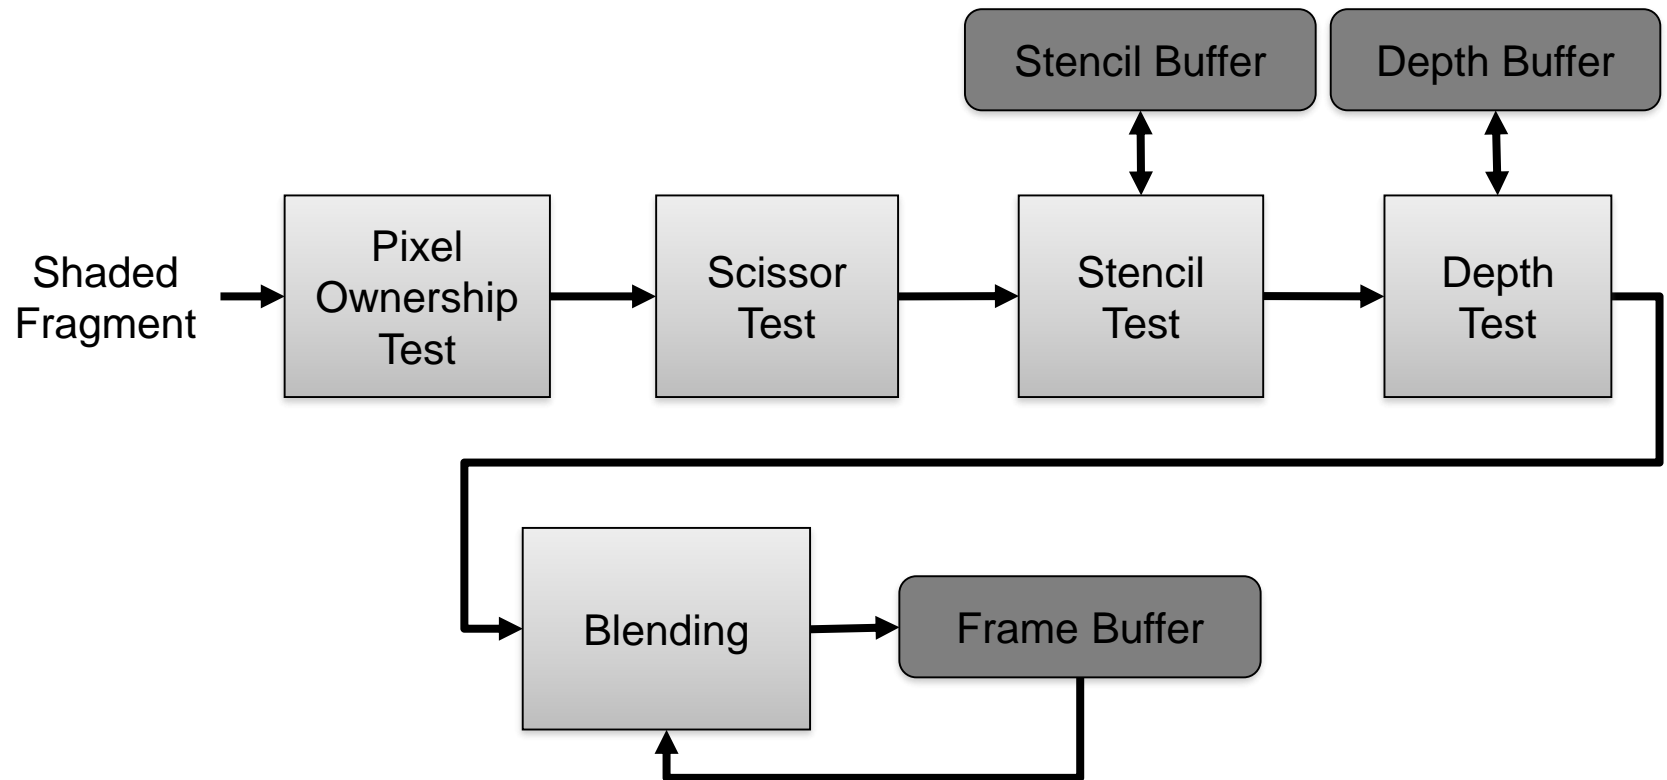 Stencil Buffer
Depth Buffer
Shaded
Fragment
Pixel
Ownership
Test
Scissor
Test
Stencil
Test
Depth
Test
Blending
Frame Buffer